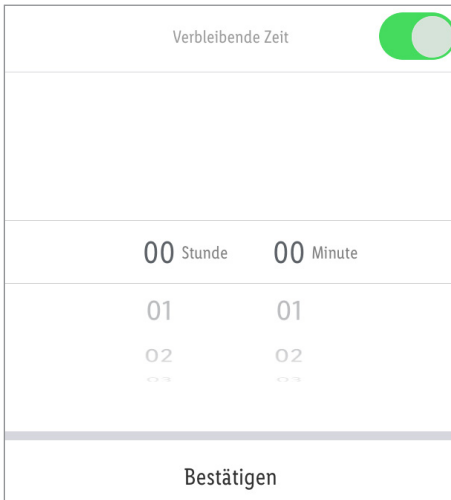 Verbleibende Zeit
00 Stunde 00 Minute
01 01
02 02
Bestätigen